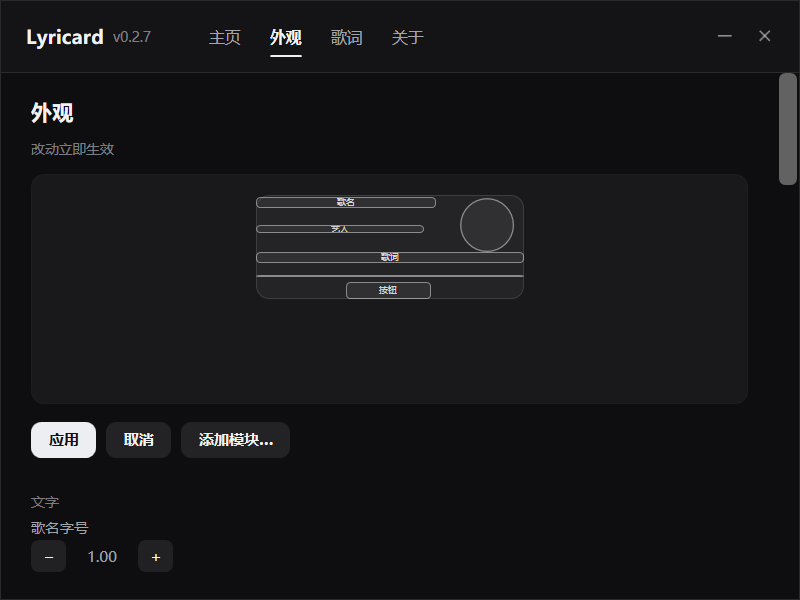 Lyricard v0.2.7 主页 外观 歌词 关于
外观
改动立即生效
歌名
艺人
歌词
按钮
应用 取消 添加模块...
文字
歌名字号
− 1.00 +